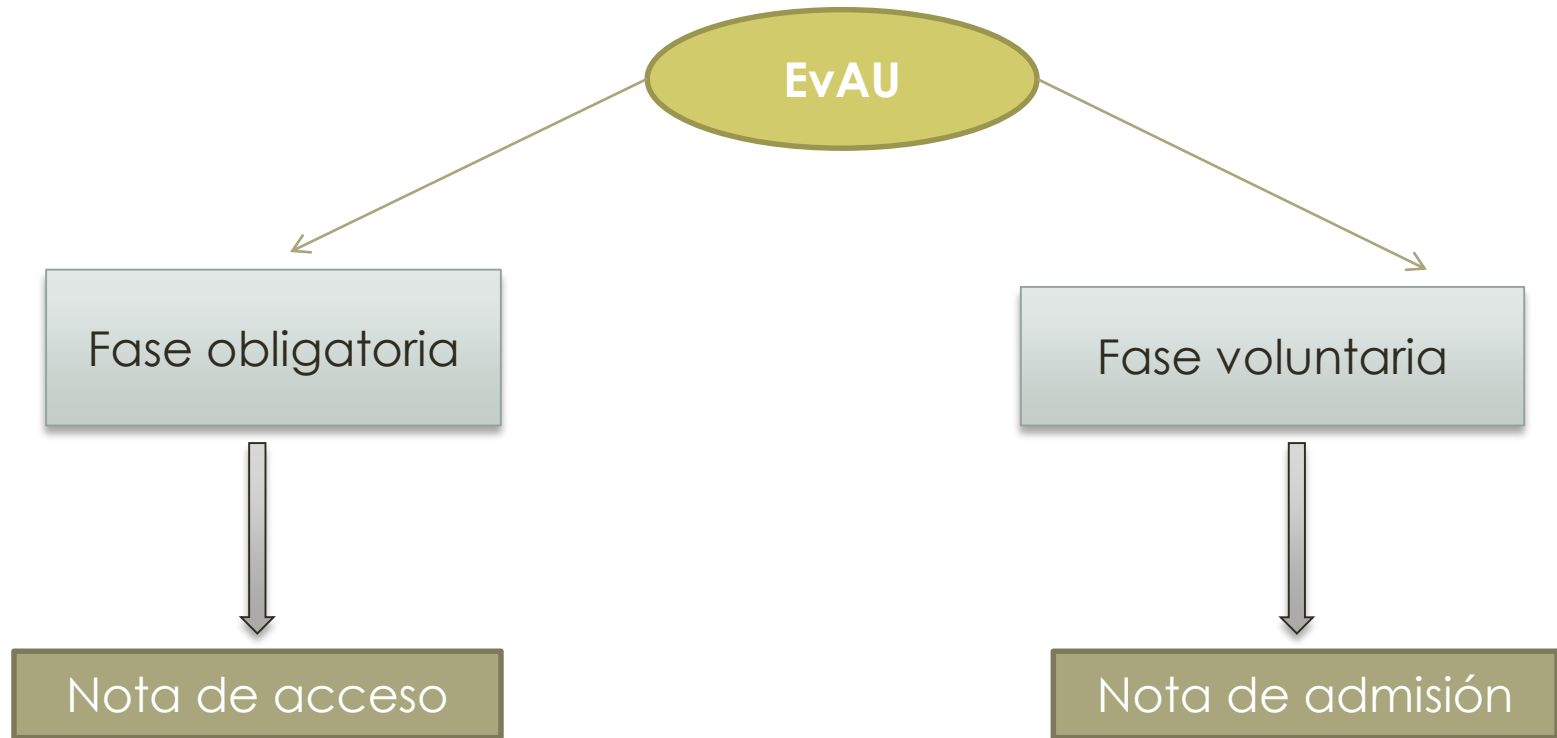 EvAU
Fase obligatoria
Fase voluntaria
Nota de acceso
Nota de admisión